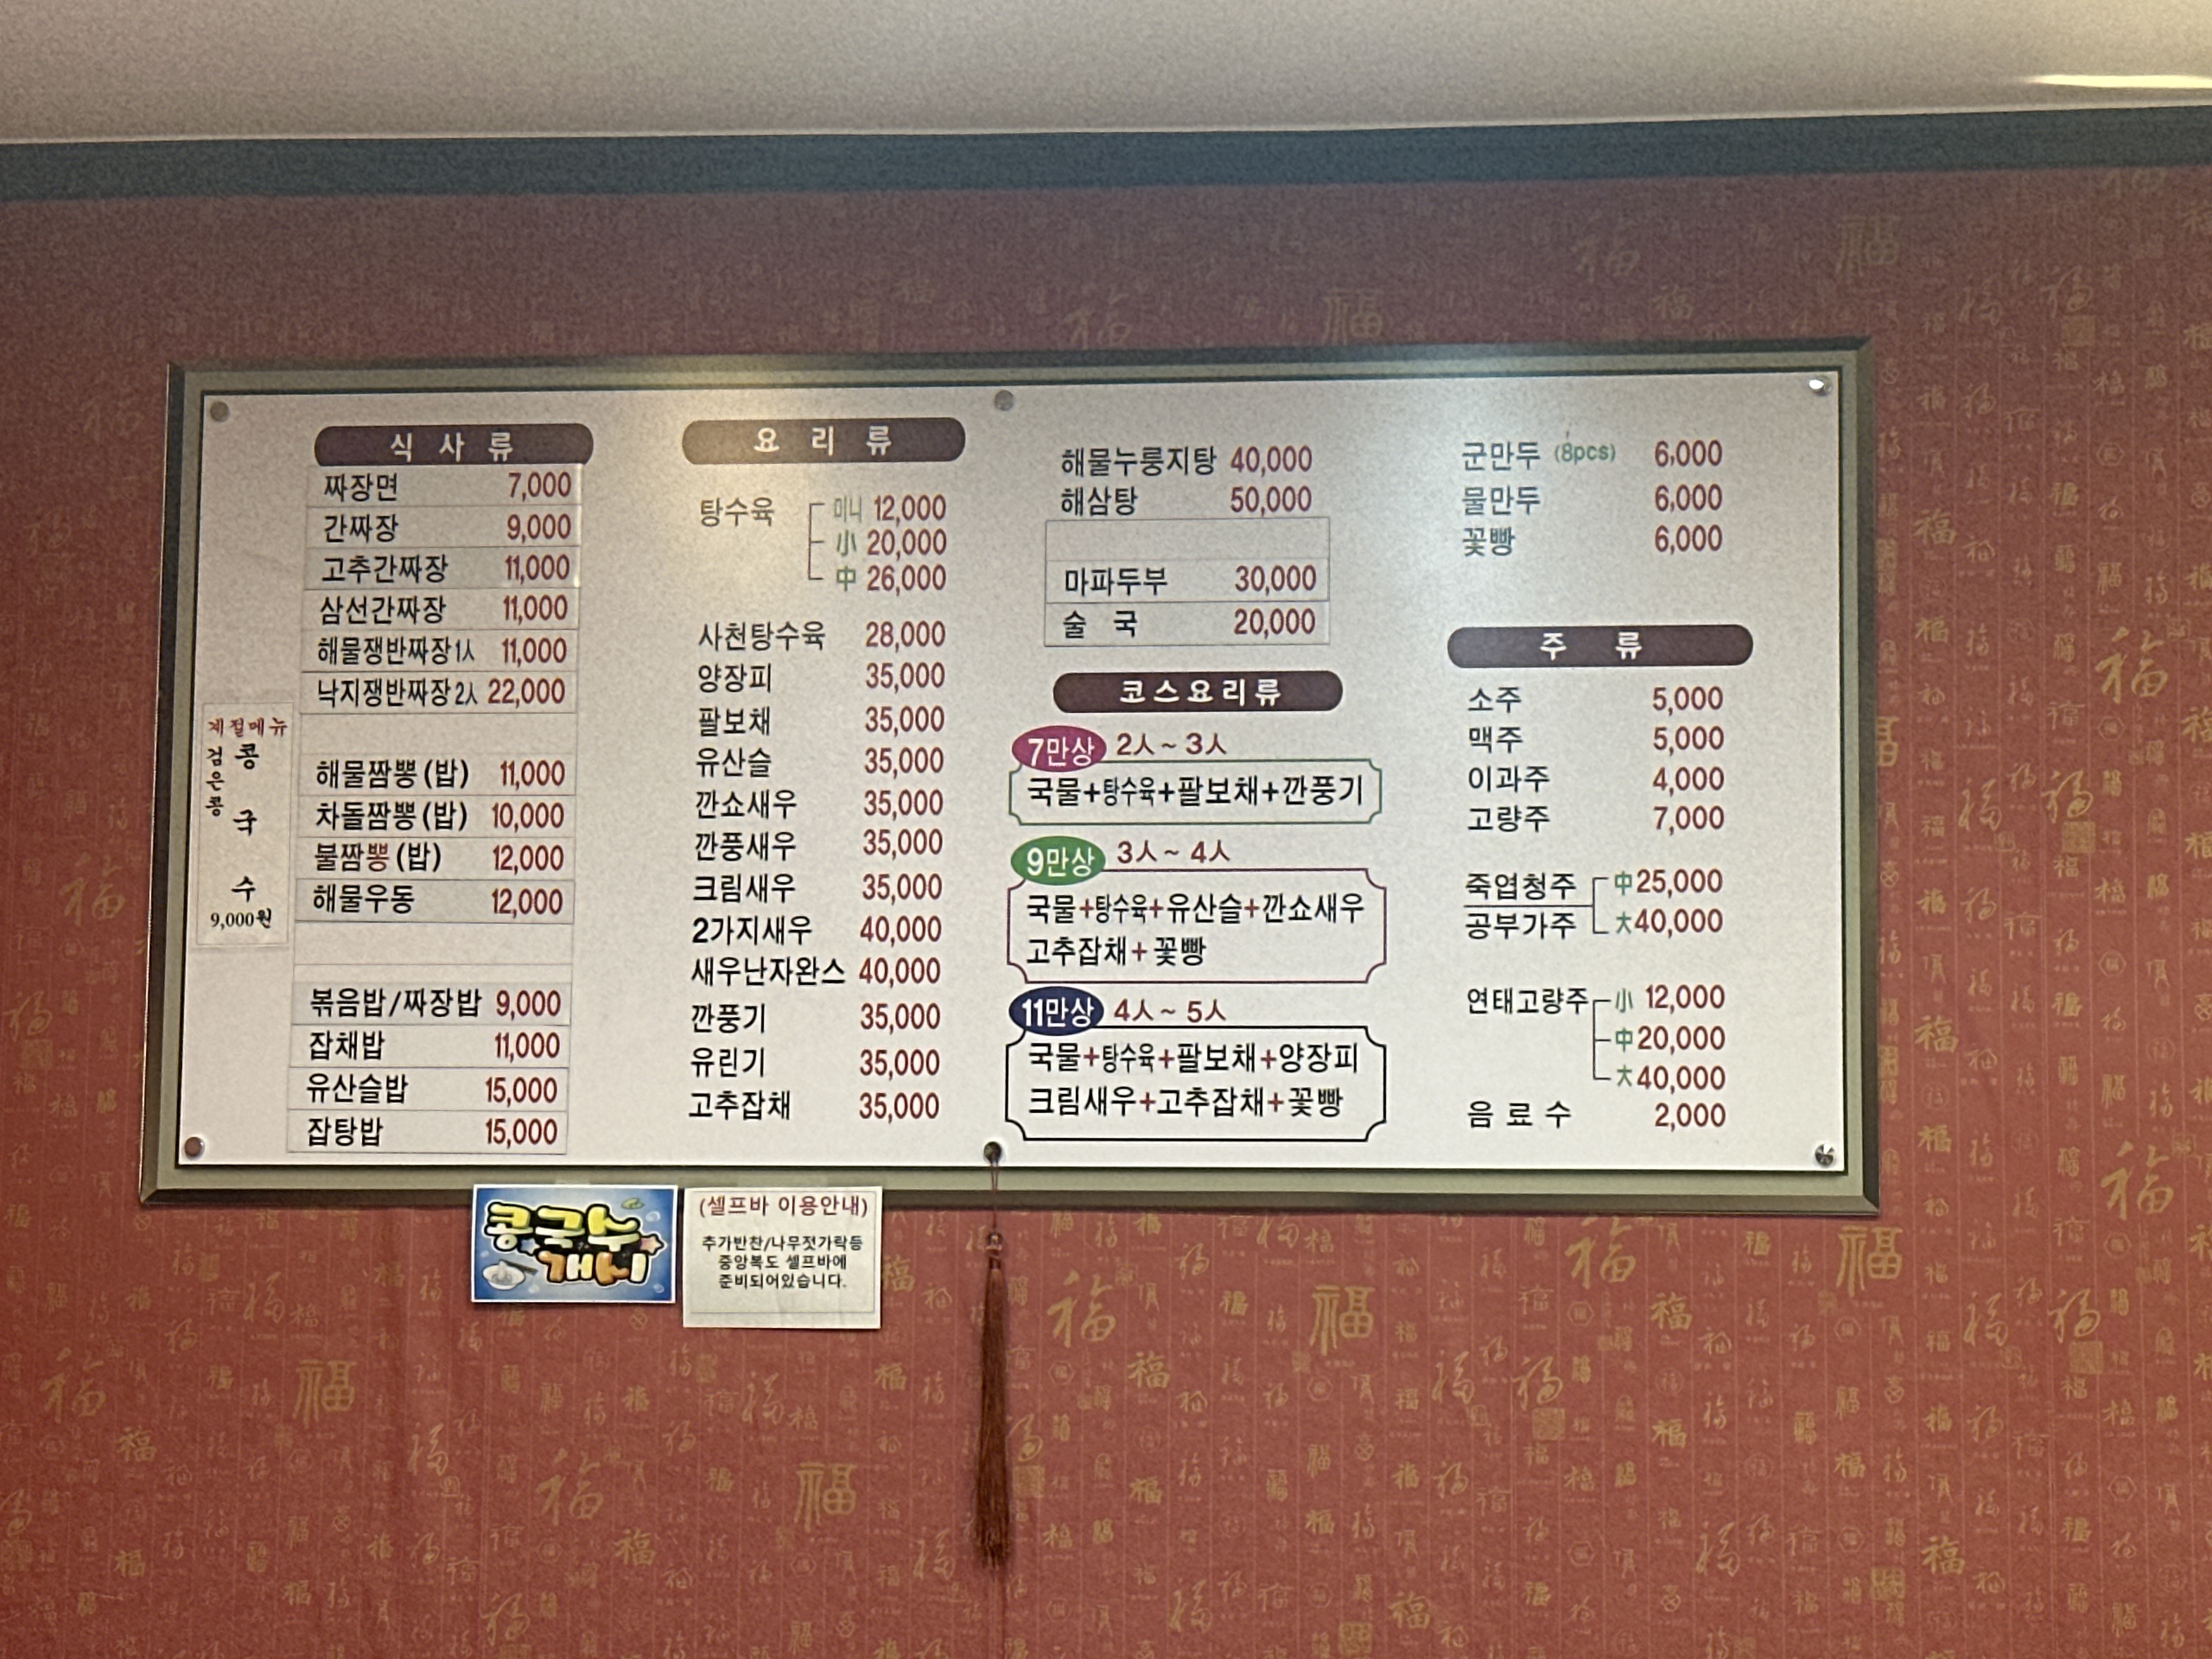 식 사 류
짜장면 7,000
간짜장 9,000
고추간짜장 11,000
삼선간짜장 11,000
해물쟁반짜장 1人 11,000
낙지쟁반짜장 2人 22,000
해물짬뽕 (밥) 11,000
차돌짬뽕 (밥) 10,000
불짬뽕 (밥) 12,000
해물우동 12,000
볶음밥/짜장밥 9,000
잡채밥 11,000
유산슬밥 15,000
잡탕밥 15,000
계절메뉴
검은콩
콩국수
9,000원
요 리 류
탕수육 미니 12,000
小 20,000
中 26,000
사천탕수육 28,000
양장피 35,000
팔보채 35,000
유산슬 35,000
깐쇼새우 35,000
깐풍새우 35,000
크림새우 35,000
2가지새우 40,000
새우난자완스 40,000
깐풍기 35,000
유린기 35,000
고추잡채 35,000
해물누룽지탕 40,000
해삼탕 50,000
마파두부 30,000
술 국 20,000
코스요리류
7만상 2人 ~ 3人
국물+탕수육+팔보채+깐풍기
9만상 3人 ~ 4人
국물+탕수육+유산슬+깐쇼새우
고추잡채+꽃빵
11만상 4人 ~ 5人
국물+탕수육+팔보채+양장피
크림새우+고추잡채+꽃빵
군만두 (8pcs) 6,000
물만두 6,000
꽃빵 6,000
주 류
소주 5,000
맥주 5,000
이과주 4,000
고량주 7,000
죽엽청주 中 25,000
공부가주 大 40,000
연태고량주 小 12,000
中 20,000
大 40,000
음 료 수 2,000
콩국수
개시
(셀프바 이용안내)
추가반찬/나무젓가락등
중앙복도 셀프바에
준비되어있습니다.
福